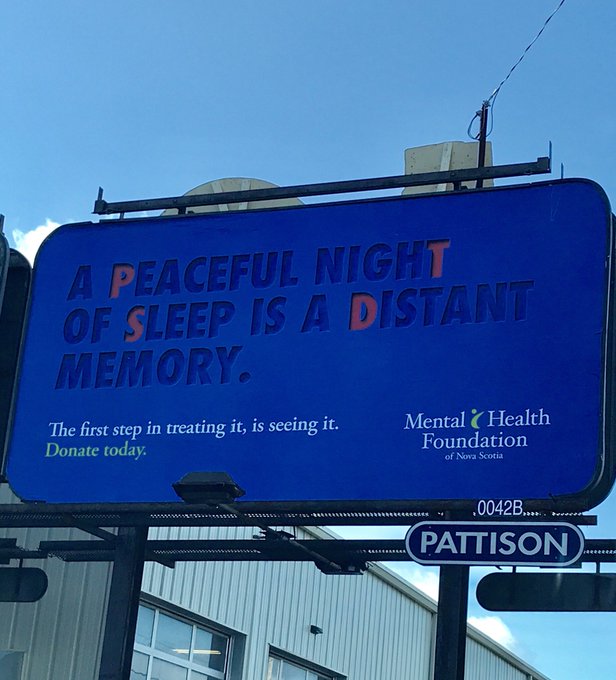 A PEACEFUL NIGHT
OF SLEEP IS A DISTANT
MEMORY.
The first step in treating it, is seeing it.
Donate today.
Mental Health
Foundation
of Nova Scotia
0042B
PATTISON